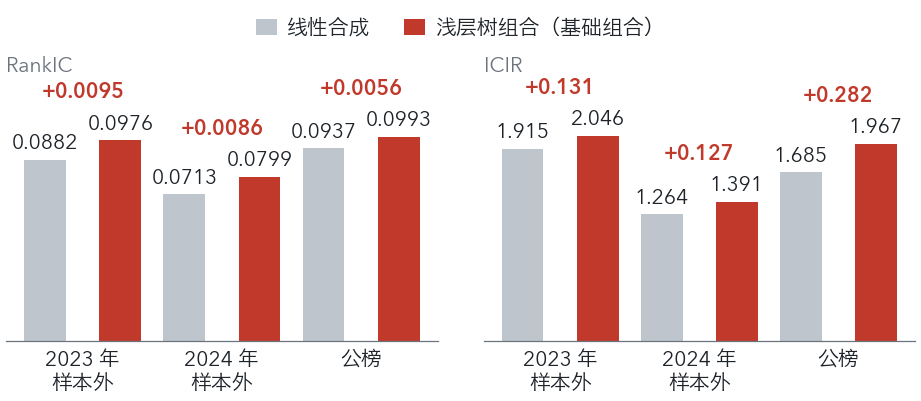 线性合成 浅层树组合（基础组合）
RankIC
+0.0095 +0.0086 +0.0056
0.0882 0.0976 0.0713 0.0799 0.0937 0.0993
2023 年
样本外
2024 年
样本外
公榜
ICIR
+0.131 +0.127 +0.282
1.915 2.046 1.264 1.391 1.685 1.967
2023 年
样本外
2024 年
样本外
公榜